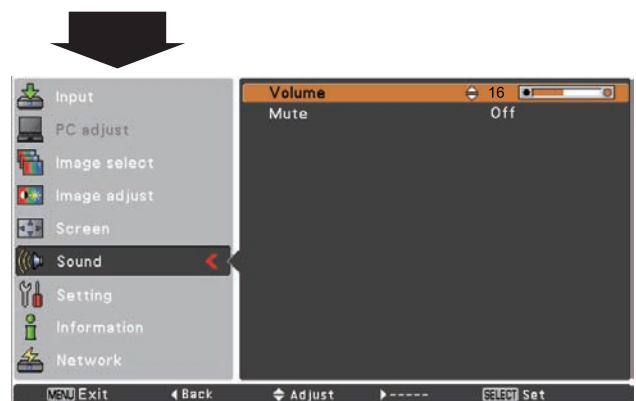 Input
PC adjust
Image select
Image adjust
Screen
Sound
Setting
Information
Network
Volume 16
Mute Off
MENU Exit Back Adjust ----- SELECT Set